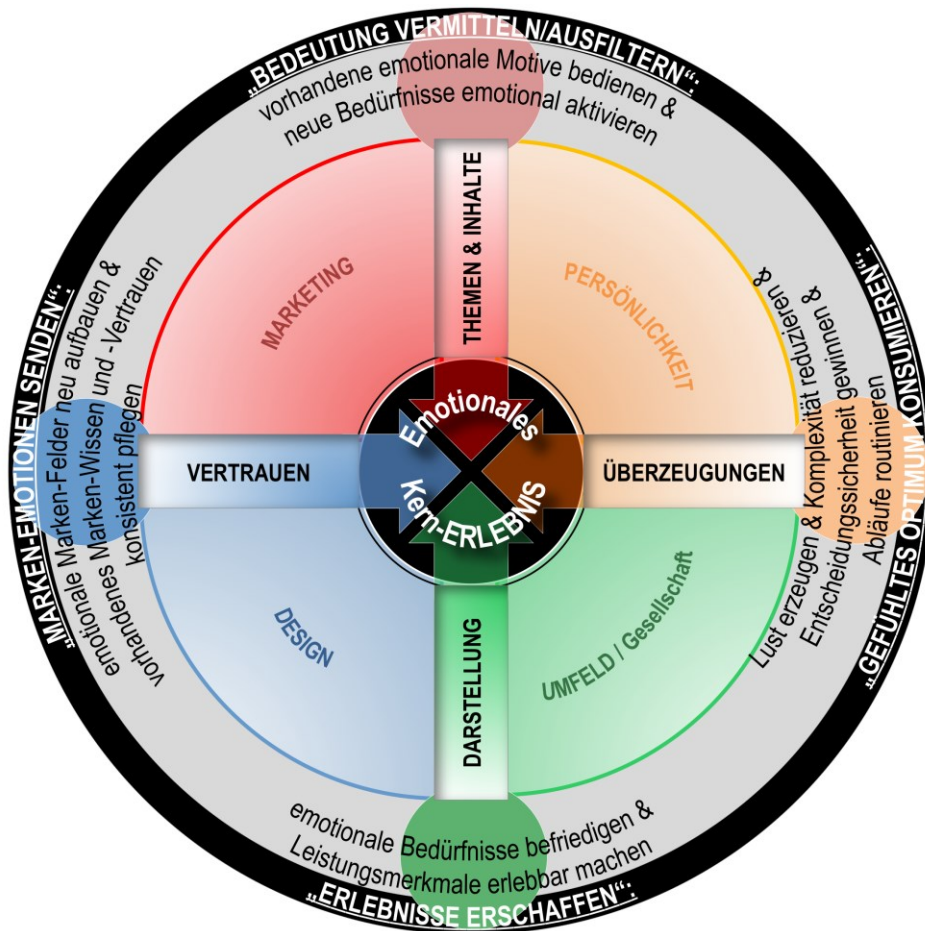 „BEDEUTUNG VERMITTELN/AUSFILTERN“:
vorhandene emotionale Motive bedienen &
neue Bedürfnisse emotional aktivieren
THEMEN & INHALTE
MARKETING
PERSÖNLICHKEIT
„MARKEN-EMOTIONEN SENDEN“:
emotionale Marken-Felder neu aufbauen &
vorhandenes Marken-Wissen und -Vertrauen
konsistent pflegen
VERTRAUEN
Emotionales
Kern-ERLEBNIS
ÜBERZEUGUNGEN
„GEFÜHLTES OPTIMUM KONSUMIEREN“:
Lust erzeugen & Komplexität reduzieren &
Entscheidungssicherheit gewinnen &
Abläufe routinieren
DESIGN
DARSTELLUNG
UMFELD / Gesellschaft
emotionale Bedürfnisse befriedigen &
Leistungsmerkmale erlebbar machen
„ERLEBNISSE ERSCHAFFEN“: